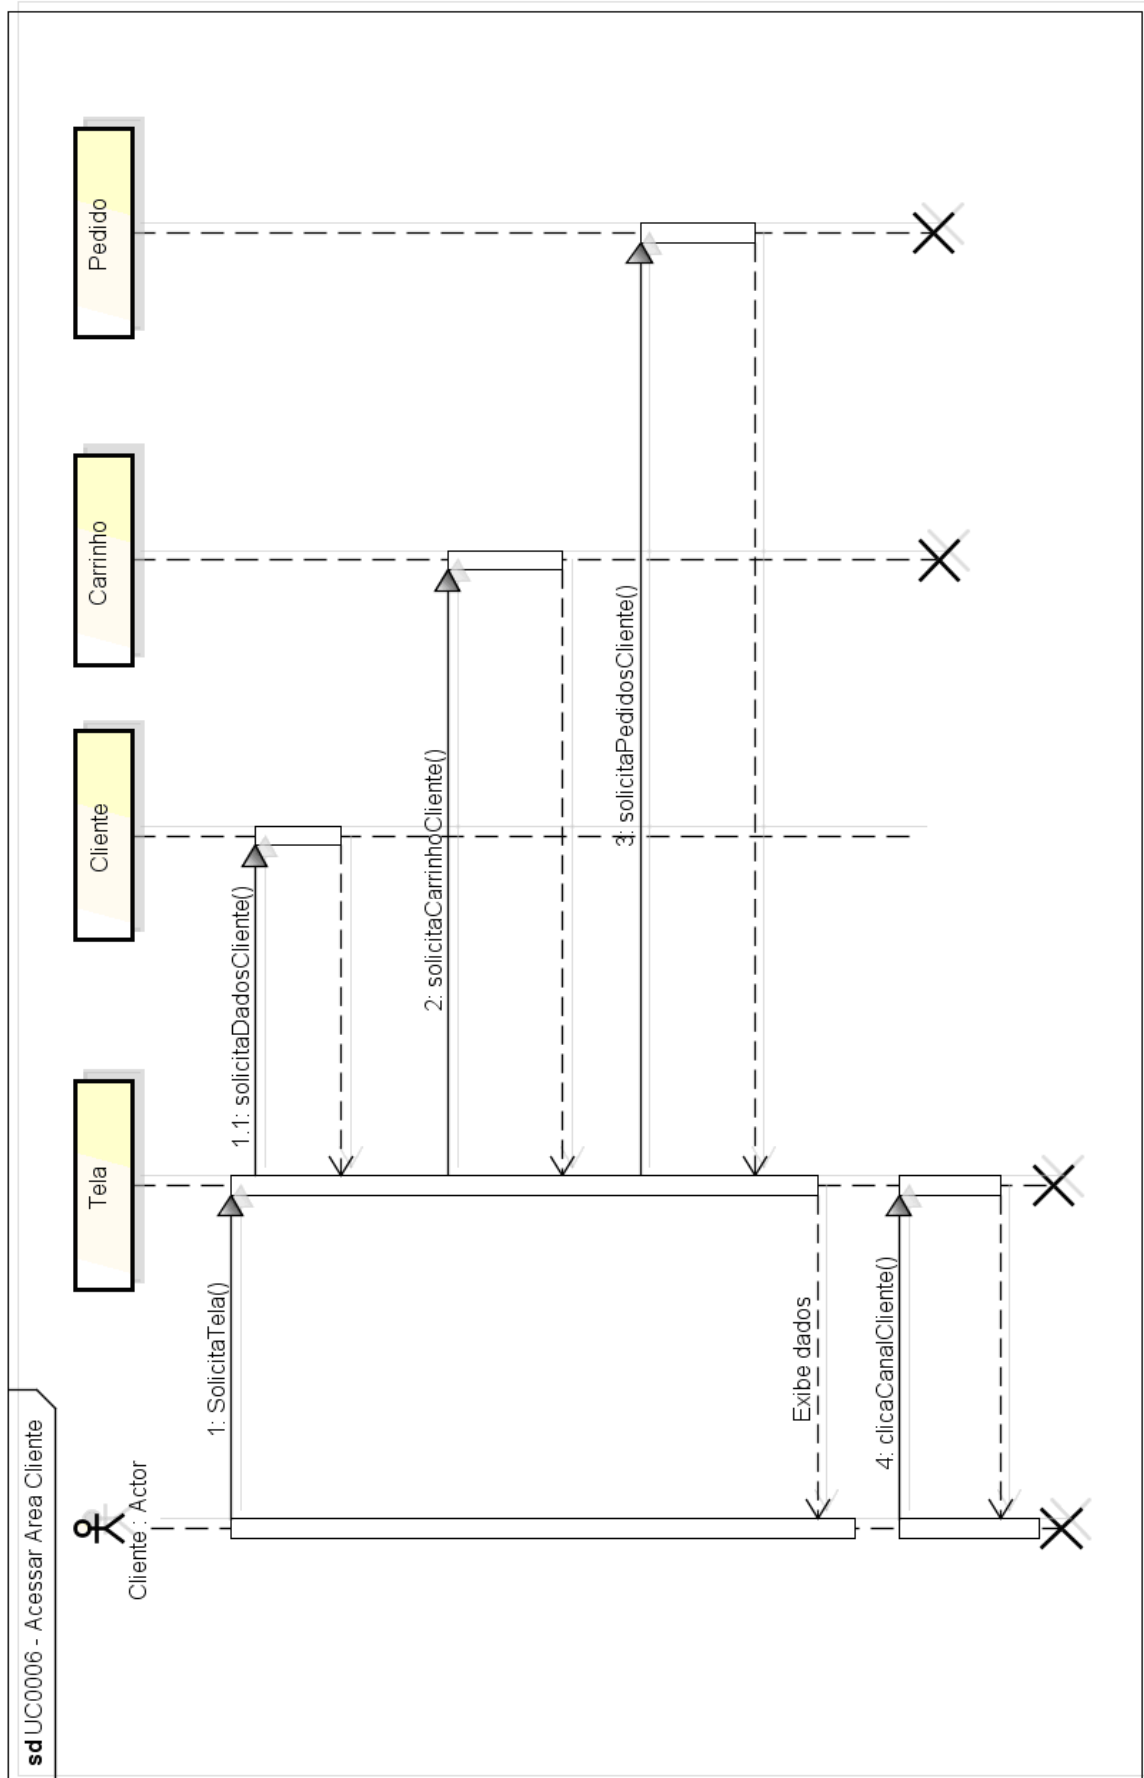 sd UC0006 - Acessar Area Cliente
Cliente : Actor
Tela
Cliente
Carrinho
Pedido
1: SolicitaTela()
1.1: solicitaDadosCliente()
2: solicitaCarrinhoCliente()
3: solicitaPedidosCliente()
Exibe dados
4: clicaCanalCliente()